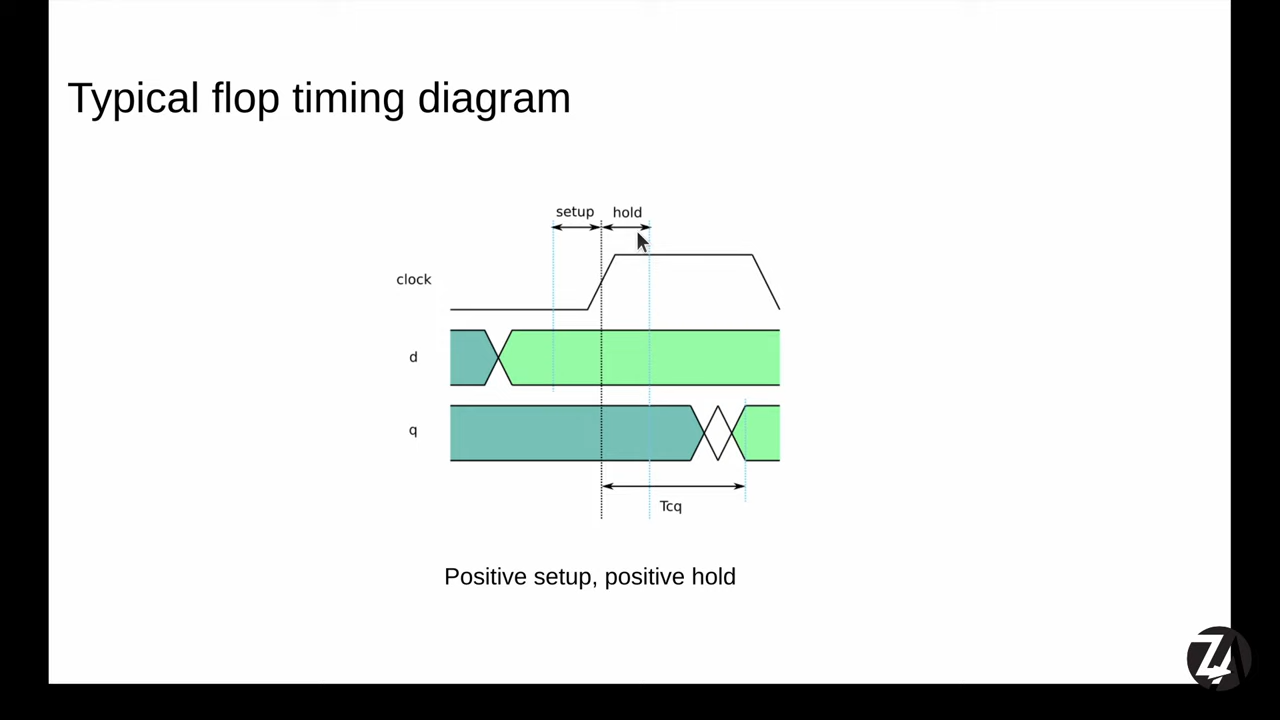 Typical flop timing diagram
setup hold
clock
d
q
Tcq
Positive setup, positive hold